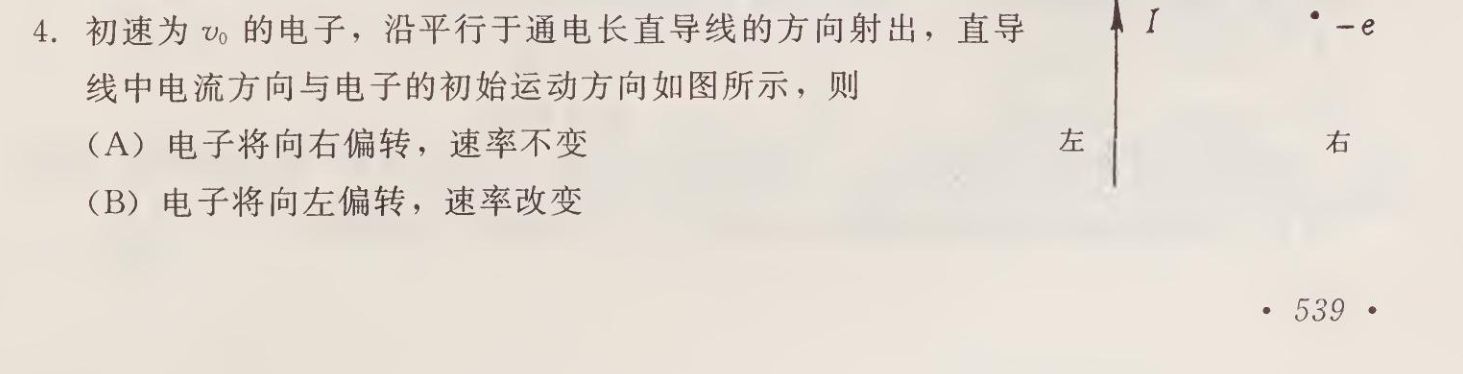 4. 初速为 v₀ 的电子，沿平行于通电长直导线的方向射出，直导
线中电流方向与电子的初始运动方向如图所示，则
（A）电子将向右偏转，速率不变
（B）电子将向左偏转，速率改变
I
-e
左
右
• 539 •